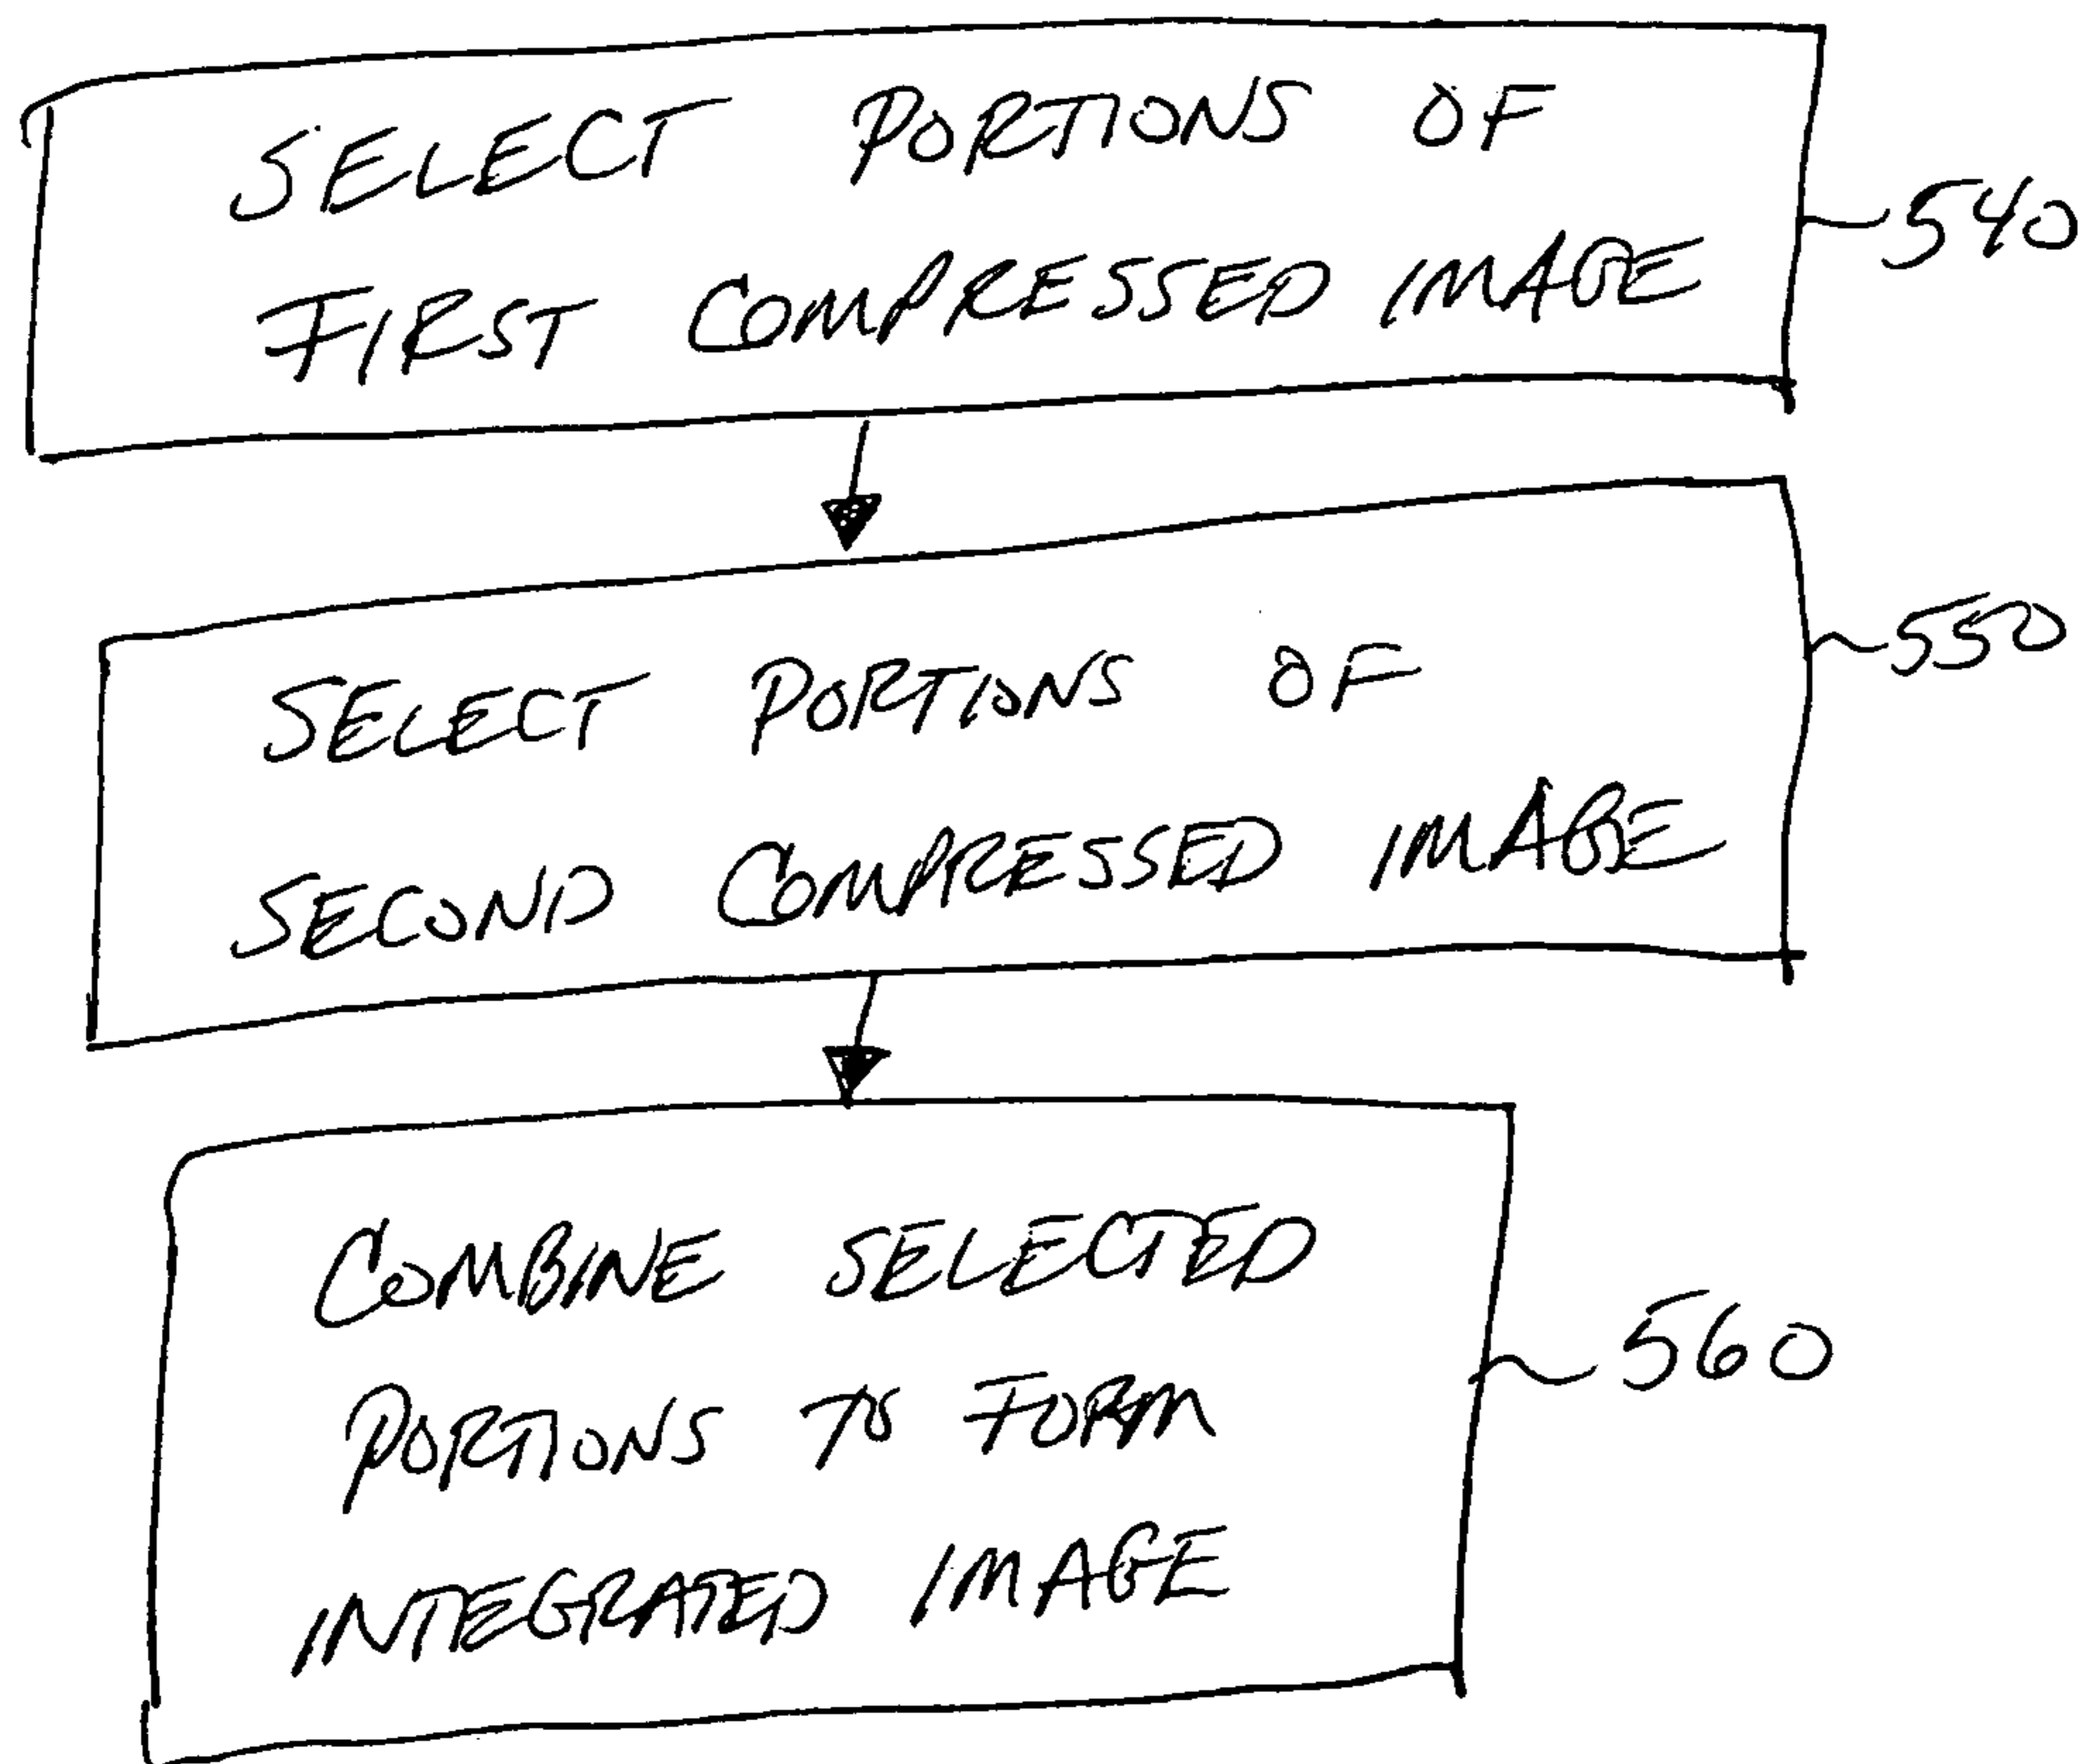 SELECT PORTIONS OF
FIRST COMPRESSED IMAGE
540
SELECT PORTIONS OF
SECOND COMPRESSED IMAGE
550
COMBINE SELECTED
PORTIONS TO FORM
INTEGRATED IMAGE
560